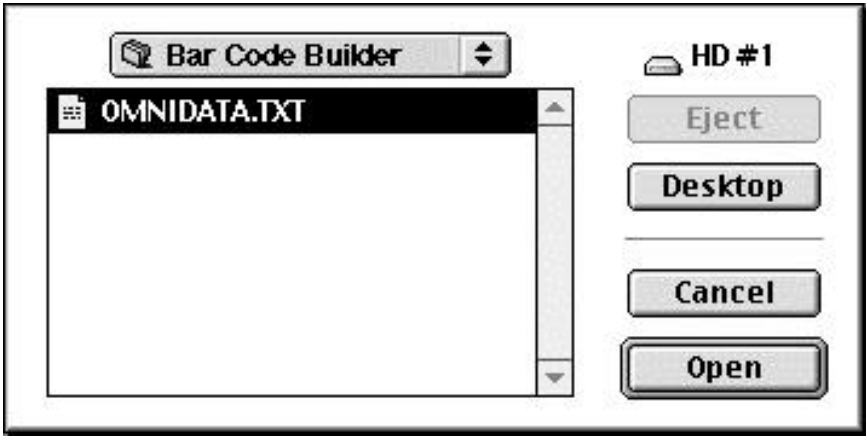 Bar Code Builder
HD #1
OMNIDATA.TXT
Eject
Desktop
Cancel
Open